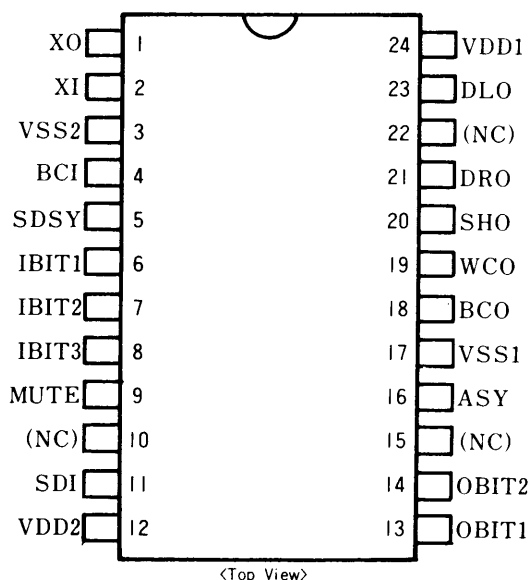 XO 1 24 VDD1
XI 2 23 DLO
VSS2 3 22 (NC)
BCI 4 21 DRO
SDSY 5 20 SHO
IBIT1 6 19 WCO
IBIT2 7 18 BCO
IBIT3 8 17 VSS1
MUTE 9 16 ASY
(NC) 10 15 (NC)
SDI 11 14 OBIT2
VDD2 12 13 OBIT1
<Top View>